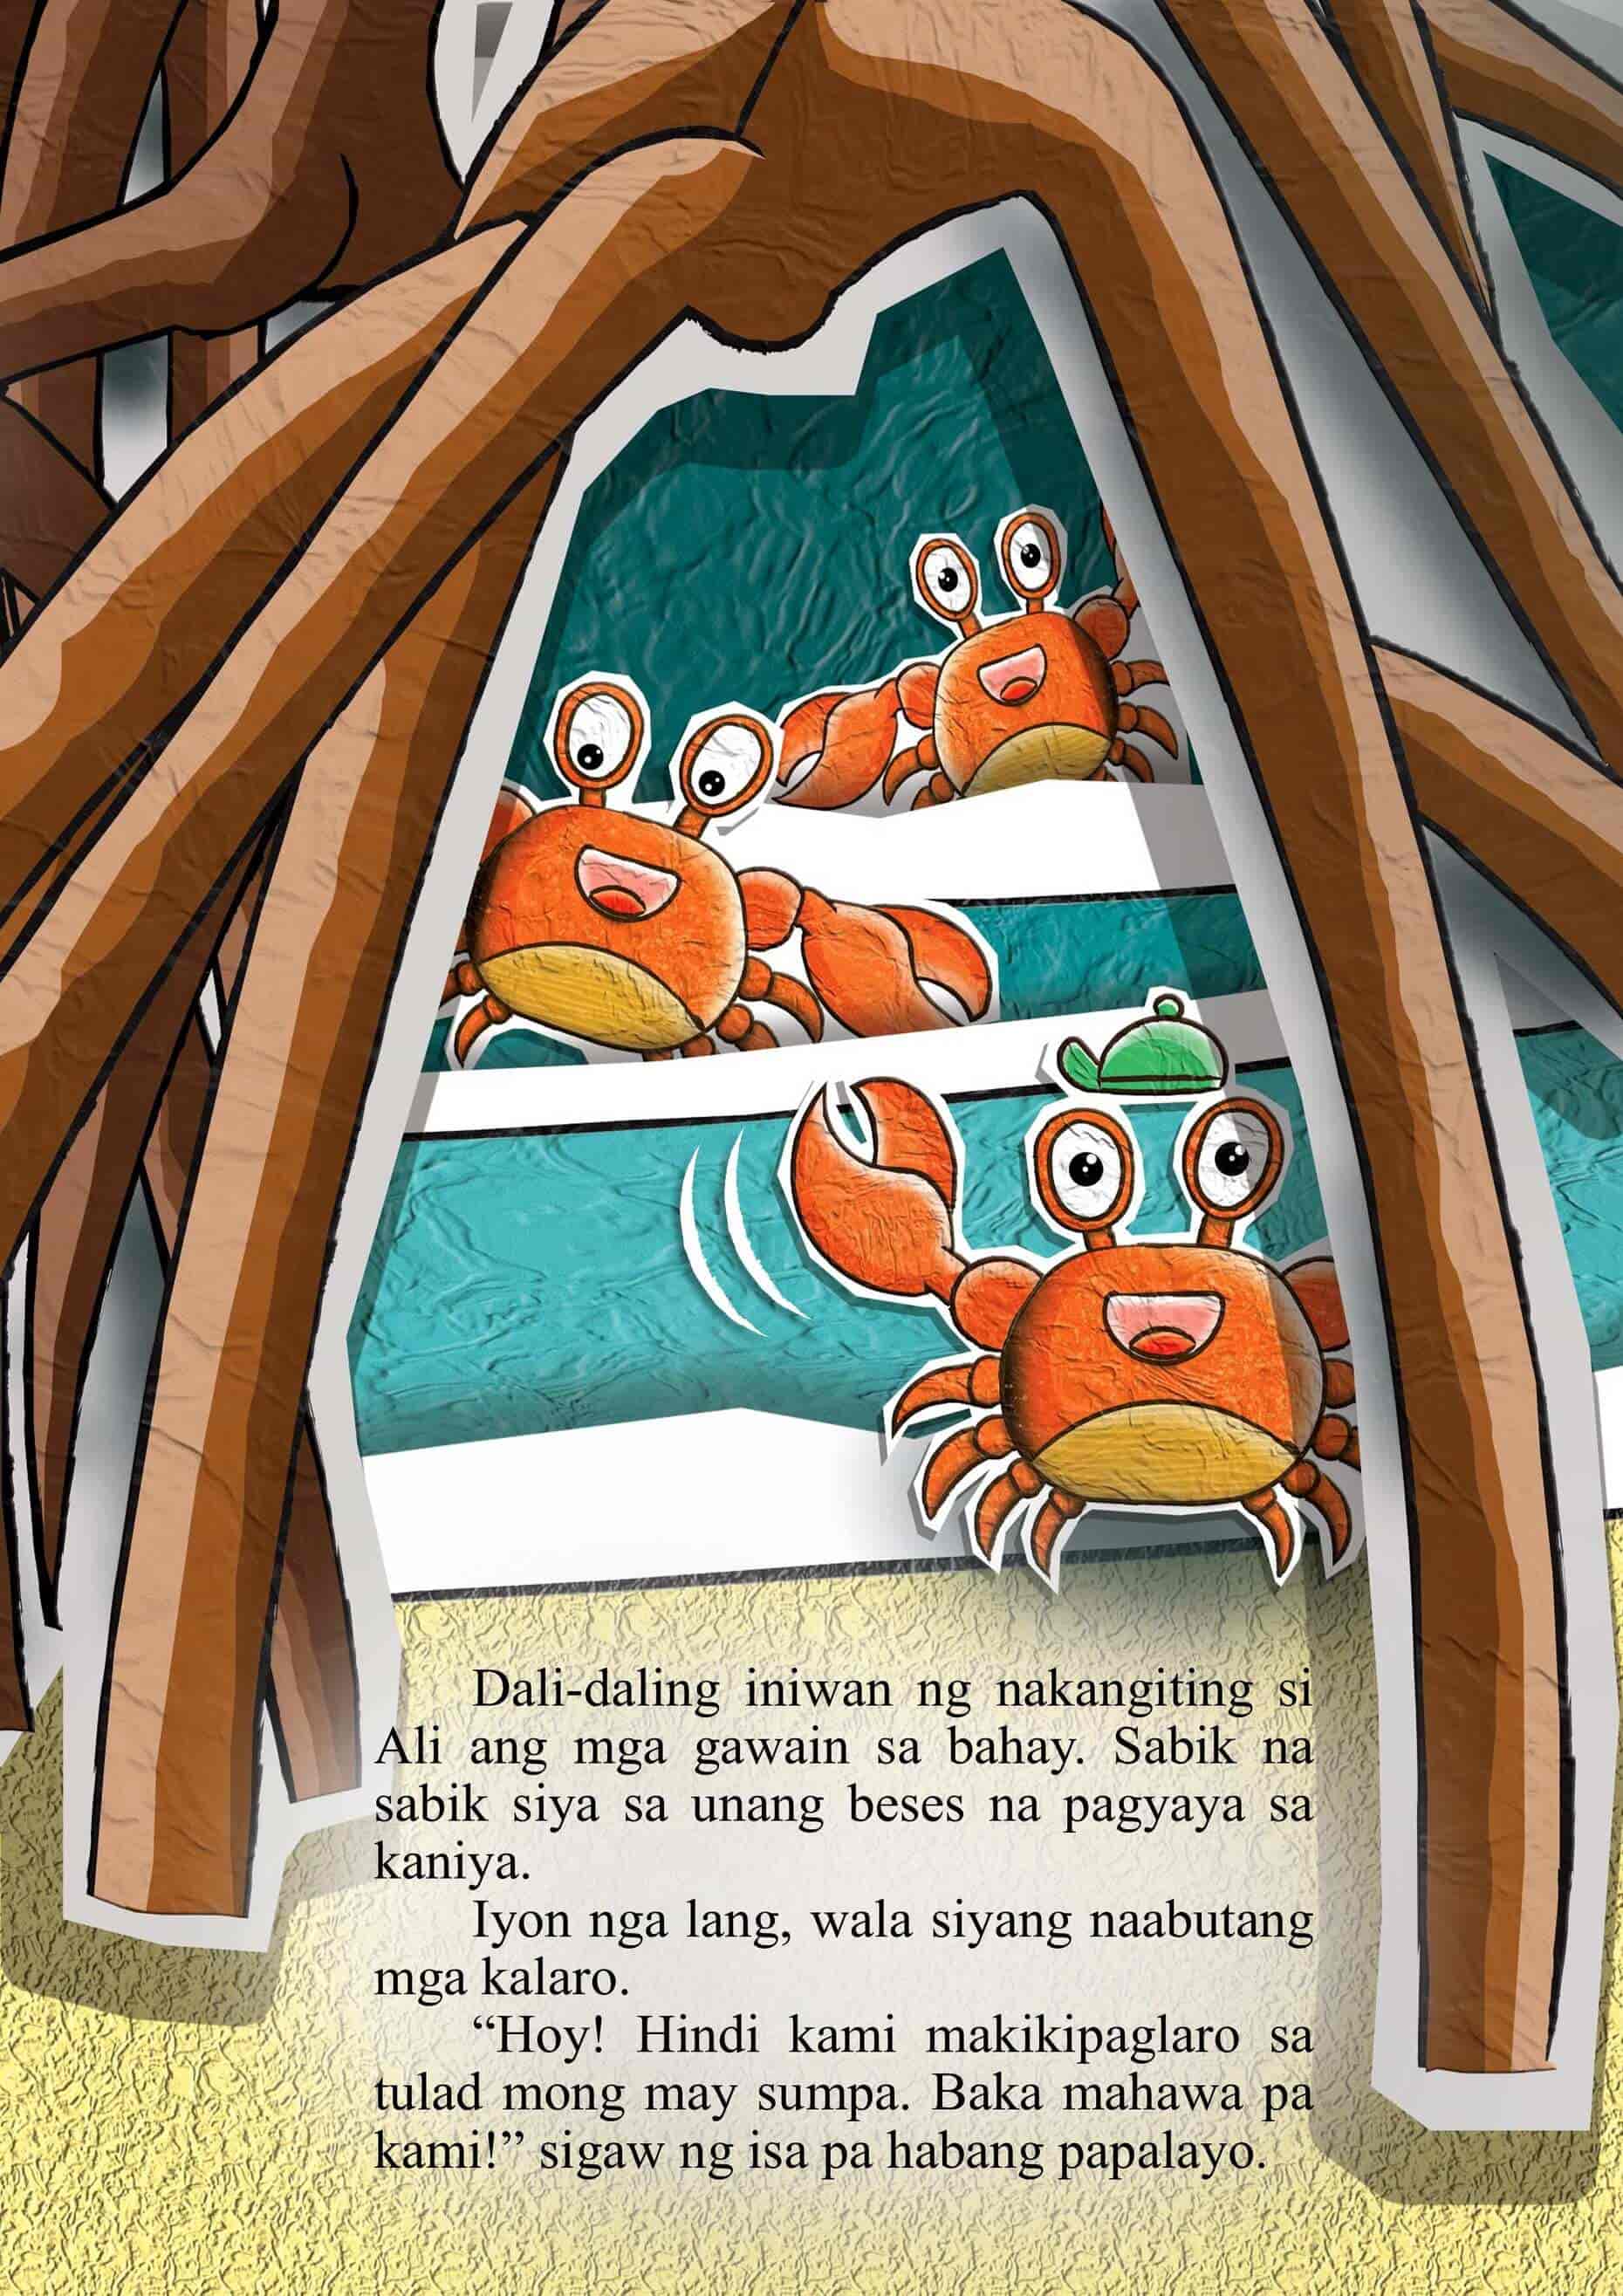 Dali-daling iniwan ng nakangiting si
Ali ang mga gawain sa bahay. Sabik na
sabik siya sa unang beses na pagyaya sa
kaniya.
Iyon nga lang, wala siyang naabutang
mga kalaro.
“Hoy! Hindi kami makikipaglaro sa
tulad mong may sumpa. Baka mahawa pa
kami!” sigaw ng isa pa habang papalayo.